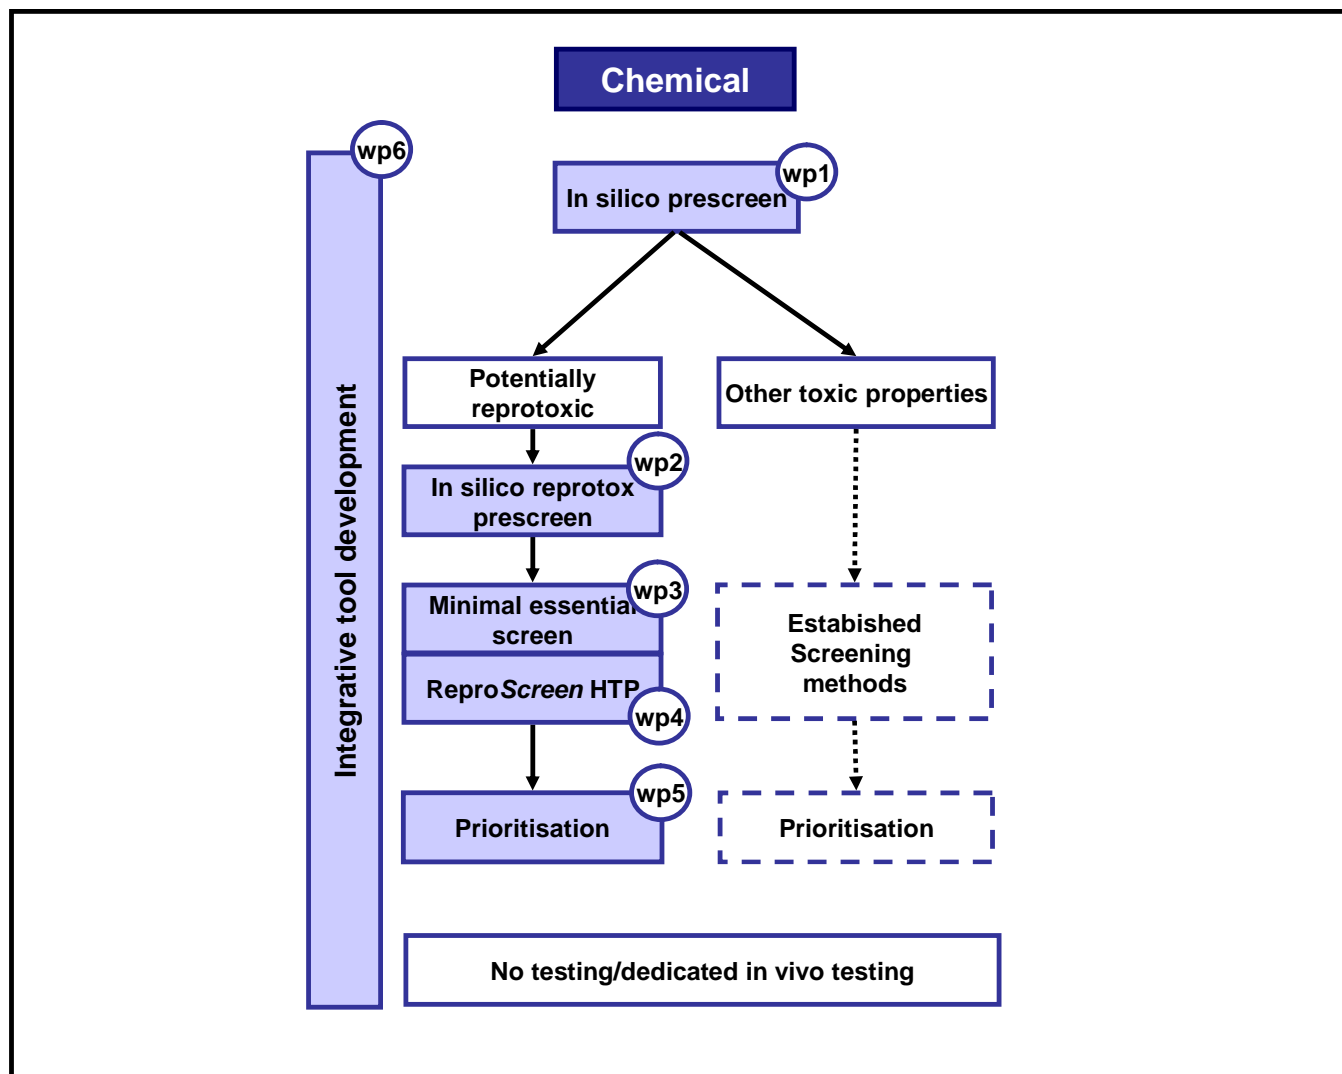 Chemical
wp6
wp1
In silico prescreen
Potentially
reprotoxic
Other toxic properties
wp2
In silico reprotox
prescreen
wp3
Minimal essential
screen
ReproScreen HTP
wp4
Estabished
Screening
methods
wp5
Prioritisation
Prioritisation
No testing/dedicated in vivo testing
Integrative tool development